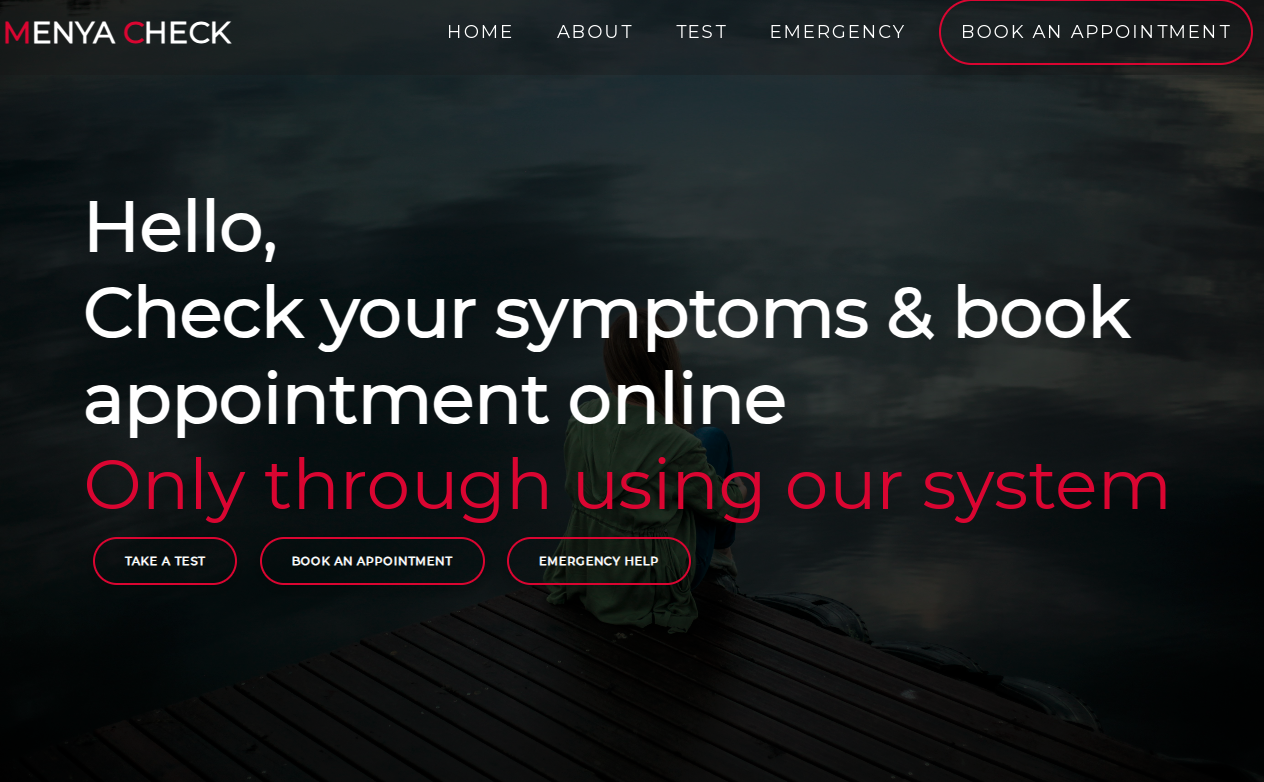 MENYA CHECK
HOME ABOUT TEST EMERGENCY BOOK AN APPOINTMENT
Hello,
Check your symptoms & book
appointment online
Only through using our system
TAKE A TEST BOOK AN APPOINTMENT EMERGENCY HELP